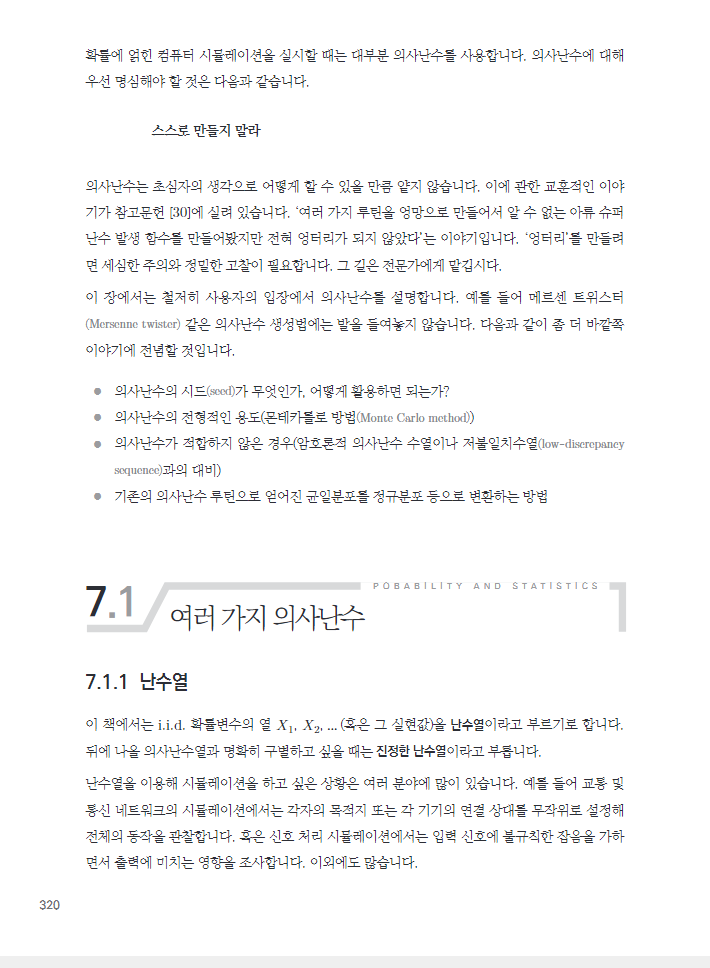 확률에 얽힌 컴퓨터 시뮬레이션을 실시할 때는 대부분 의사난수를 사용합니다. 의사난수에 대해
우선 명심해야 할 것은 다음과 같습니다.
스스로 만들지 말라
의사난수는 초심자의 생각으로 어떻게 할 수 있을 만큼 얕지 않습니다. 이에 관한 교훈적인 이야
기가 참고문헌 [30]에 실려 있습니다. ‘여러 가지 루틴을 엉망으로 만들어서 알 수 없는 아류 슈퍼
난수 발생 함수를 만들어봤지만 전혀 엉터리가 되지 않았다’는 이야기입니다. ‘엉터리’를 만들려
면 세심한 주의와 정밀한 고찰이 필요합니다. 그 길은 전문가에게 맡깁시다.
이 장에서는 철저히 사용자의 입장에서 의사난수를 설명합니다. 예를 들어 메르센 트위스터
(Mersenne twister) 같은 의사난수 생성법에는 발을 들여놓지 않습니다. 다음과 같이 좀 더 바깥쪽
이야기에 전념할 것입니다.
● 의사난수의 시드(seed)가 무엇인가, 어떻게 활용하면 되는가?
● 의사난수의 전형적인 용도(몬테카를로 방법(Monte Carlo method))
● 의사난수가 적합하지 않은 경우(암호론적 의사난수 수열이나 저불일치수열(low-discrepancy
sequence)과의 대비)
● 기존의 의사난수 루틴으로 얻어진 균일분포를 정규분포 등으로 변환하는 방법
POBABILITY AND STATISTICS
7.1 여러 가지 의사난수
7.1.1 난수열
이 책에서는 i.i.d. 확률변수의 열 X₁, X₂, ... (혹은 그 실현값)을 난수열이라고 부르기로 합니다.
뒤에 나올 의사난수열과 명확히 구별하고 싶을 때는 진정한 난수열이라고 부릅니다.
난수열을 이용해 시뮬레이션을 하고 싶은 상황은 여러 분야에 많이 있습니다. 예를 들어 교통 및
통신 네트워크의 시뮬레이션에서는 각자의 목적지 또는 각 기기의 연결 상대를 무작위로 설정해
전체의 동작을 관찰합니다. 혹은 신호 처리 시뮬레이션에서는 입력 신호에 불규칙한 잡음을 가하
면서 출력에 미치는 영향을 조사합니다. 이외에도 많습니다.
320